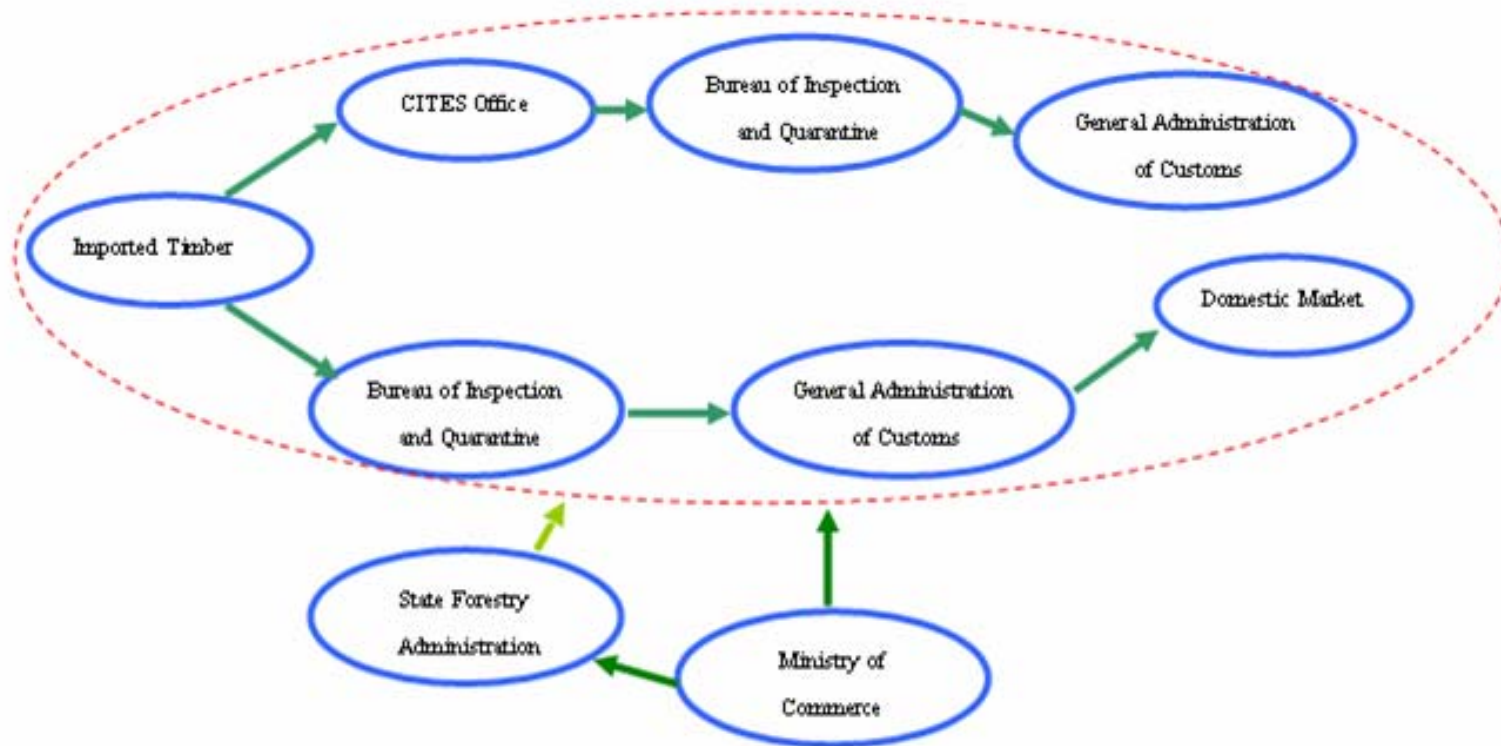 CITES Office
Bureau of Inspection
and Quarantine
General Administration
of Customs
Imported Timber
Domestic Market
Bureau of Inspection
and Quarantine
General Administration
of Customs
State Forestry
Administration
Ministry of
Commerce